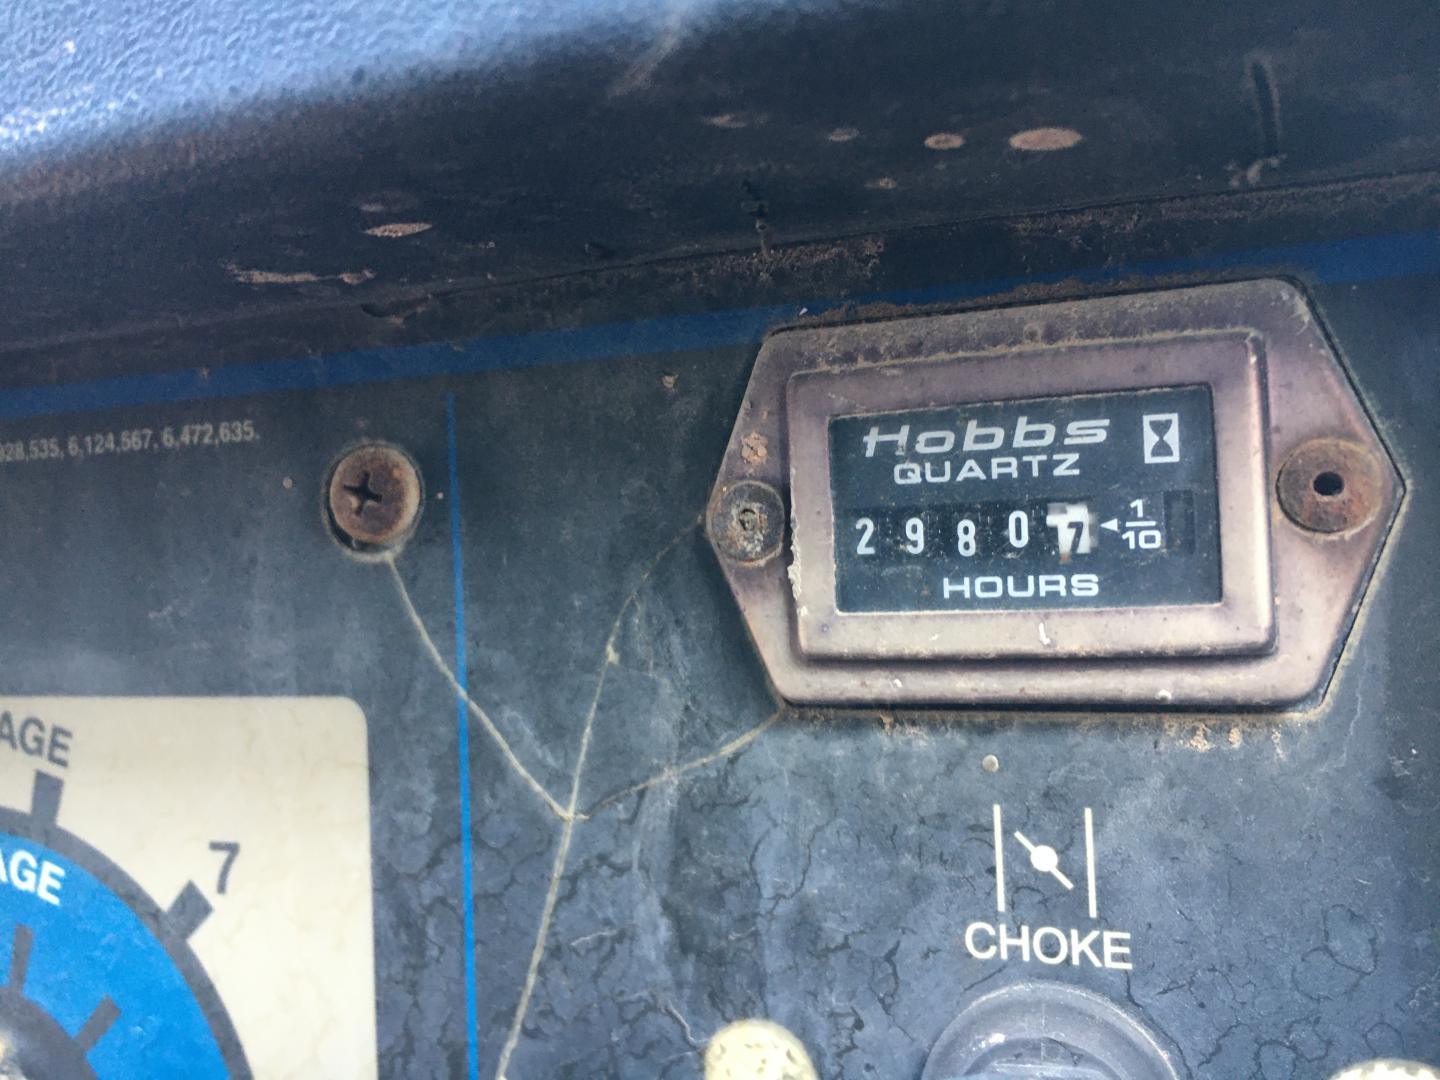 928,535, 6,124,567, 6,472,635.
Hobbs
QUARTZ
2 9 8 0 7 1/10
HOURS
AGE
7
AGE
CHOKE